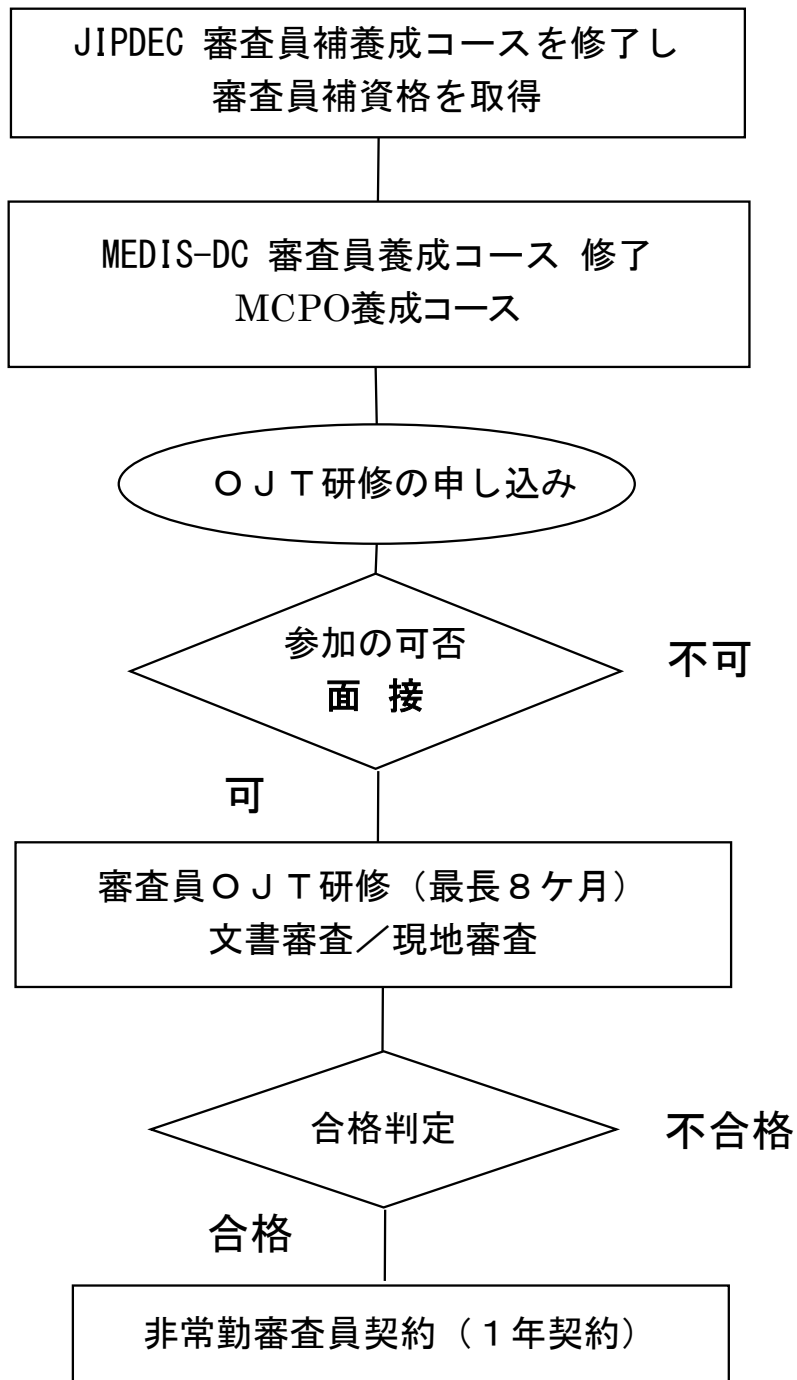 JIPDEC 審査員補養成コースを修了し
審査員補資格を取得
MEDIS-DC 審査員養成コース 修了
MCPO養成コース
ＯＪＴ研修の申し込み
参加の可否
面 接
不可
可
審査員ＯＪＴ研修（最長８ケ月）
文書審査／現地審査
合格判定
不合格
合格
非常勤審査員契約（１年契約）